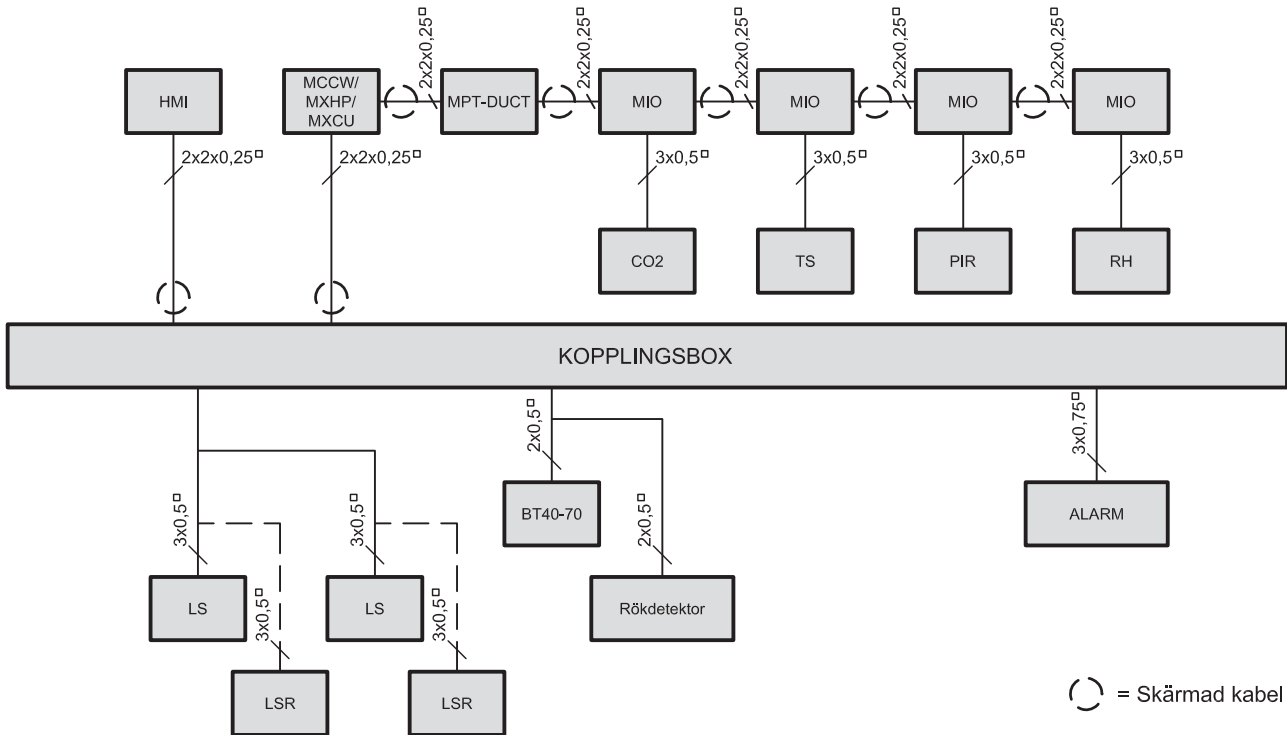 2x2x0,25▫
2x2x0,25▫
2x2x0,25▫
2x2x0,25▫
2x2x0,25▫
HMI
MCCW/
MXHP/
MXCU
MPT-DUCT
MIO
MIO
MIO
MIO
2x2x0,25▫
2x2x0,25▫
3x0,5▫
3x0,5▫
3x0,5▫
3x0,5▫
CO2
TS
PIR
RH
KOPPLINGSBOX
2x0,5▫
3x0,75▫
3x0,5▫
3x0,5▫
BT40-70
2x0,5▫
ALARM
LS
LS
Rökdetektor
3x0,5▫
3x0,5▫
LSR
LSR
= Skärmad kabel